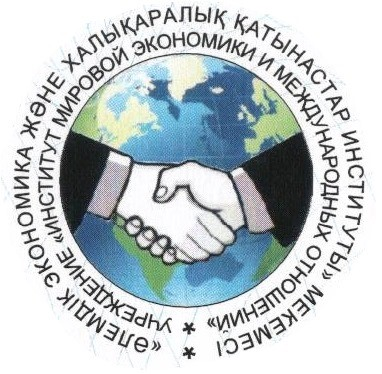 «ӘЛЕМДІК ЭКОНОМИКА ЖӘНЕ ХАЛЫҚАРАЛЫҚ ҚАТЫНАСТАР ИНСТИТУТЫ» МЕКЕМЕСІ
УЧРЕЖДЕНИЕ «ИНСТИТУТ МИРОВОЙ ЭКОНОМИКИ И МЕЖДУНАРОДНЫХ ОТНОШЕНИЙ»